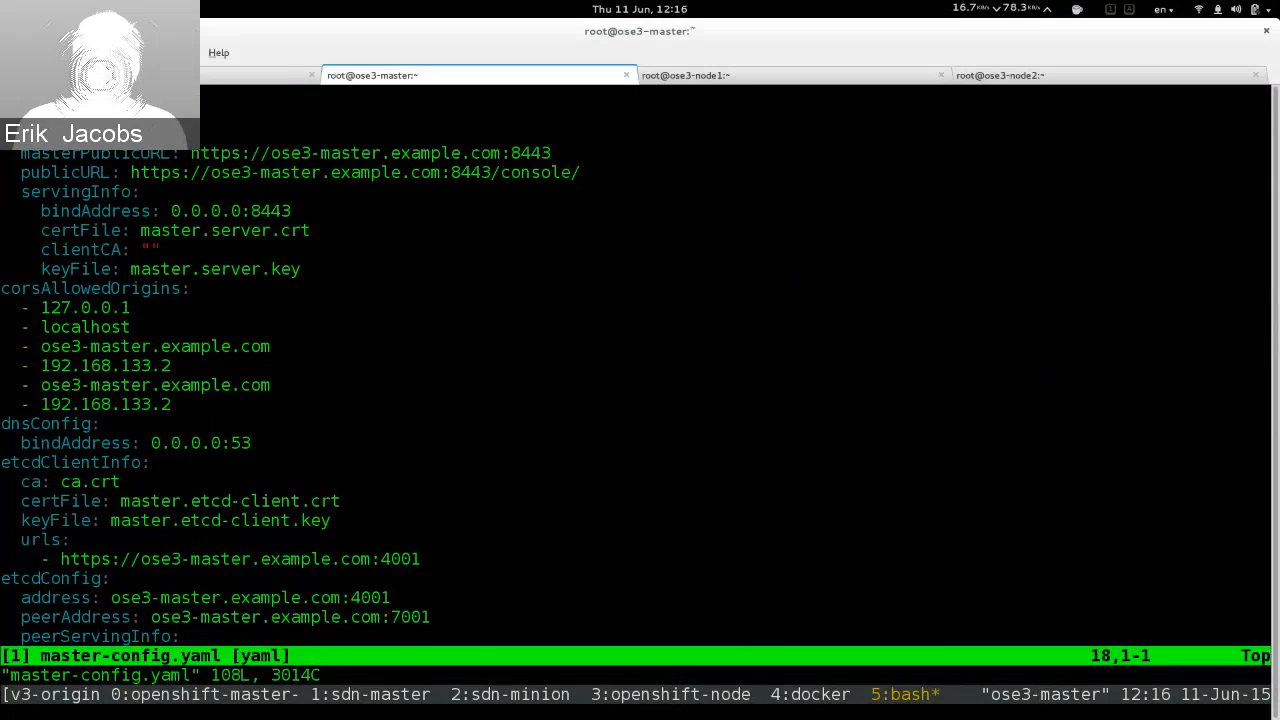 Thu 11 Jun, 12:16
16.7 KB/s 78.3 KB/s
1
A
en
root@ose3-master:~
Help
root@ose3-master:~
root@ose3-node1:~
root@ose3-node2:~
Erik Jacobs
masterPublicURL: https://ose3-master.example.com:8443
publicURL: https://ose3-master.example.com:8443/console/
servingInfo:
bindAddress: 0.0.0.0:8443
certFile: master.server.crt
clientCA: ""
keyFile: master.server.key
corsAllowedOrigins:
- 127.0.0.1
- localhost
- ose3-master.example.com
- 192.168.133.2
- ose3-master.example.com
- 192.168.133.2
dnsConfig:
bindAddress: 0.0.0.0:53
etcdClientInfo:
ca: ca.crt
certFile: master.etcd-client.crt
keyFile: master.etcd-client.key
urls:
- https://ose3-master.example.com:4001
etcdConfig:
address: ose3-master.example.com:4001
peerAddress: ose3-master.example.com:7001
peerServingInfo:
[1] master-config.yaml [yaml] 18,1-1 Top
"master-config.yaml" 108L, 3014C
[v3-origin 0:openshift-master- 1:sdn-master 2:sdn-minion 3:openshift-node 4:docker 5:bash* "ose3-master" 12:16 11-Jun-15